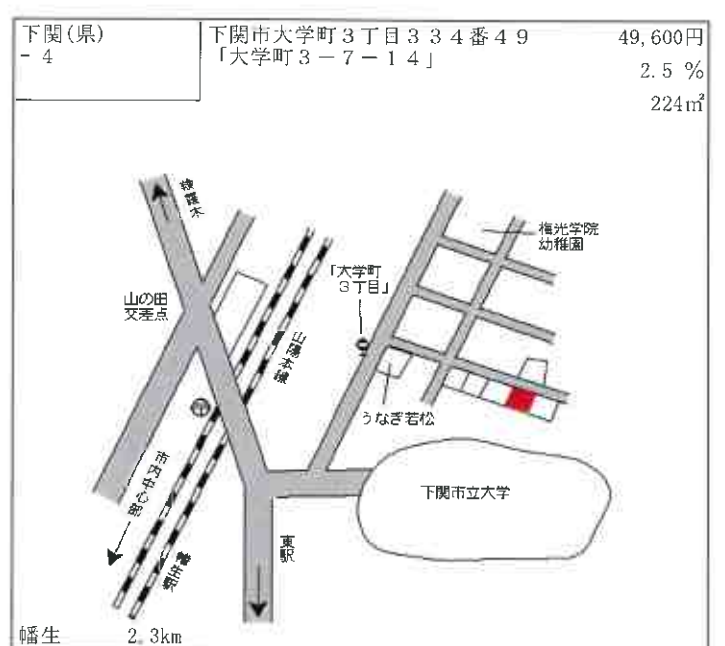 下関(県)
- 4
下関市大学町3丁目334番49
「大学町3-7-14」
49,600円
2.5 %
224㎡
綾羅木
山の田
交差点
山陽本線
「大学町
3丁目」
梅光学院
幼稚園
うなぎ若松
下関市立大学
市内中心部
幡生駅
東駅
幡生 2.3km